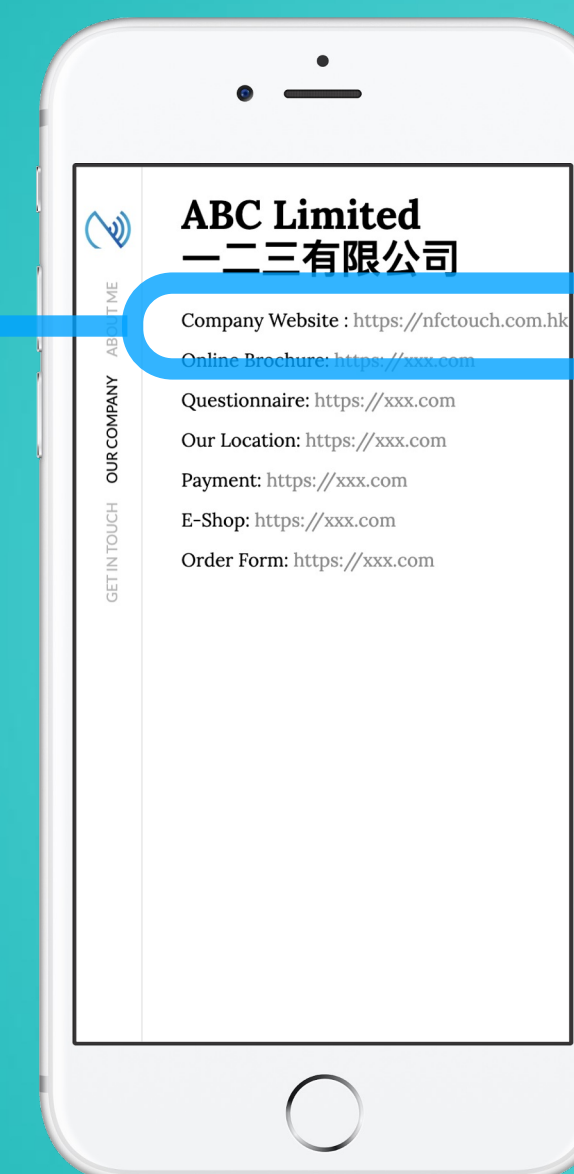 ABC Limited
一二三有限公司
Company Website : https://nfctouch.com.hk
Online Brochure: https://xxx.com
Questionnaire: https://xxx.com
Our Location: https://xxx.com
Payment: https://xxx.com
E-Shop: https://xxx.com
Order Form: https://xxx.com
ABOUT ME
OUR COMPANY
GET IN TOUCH